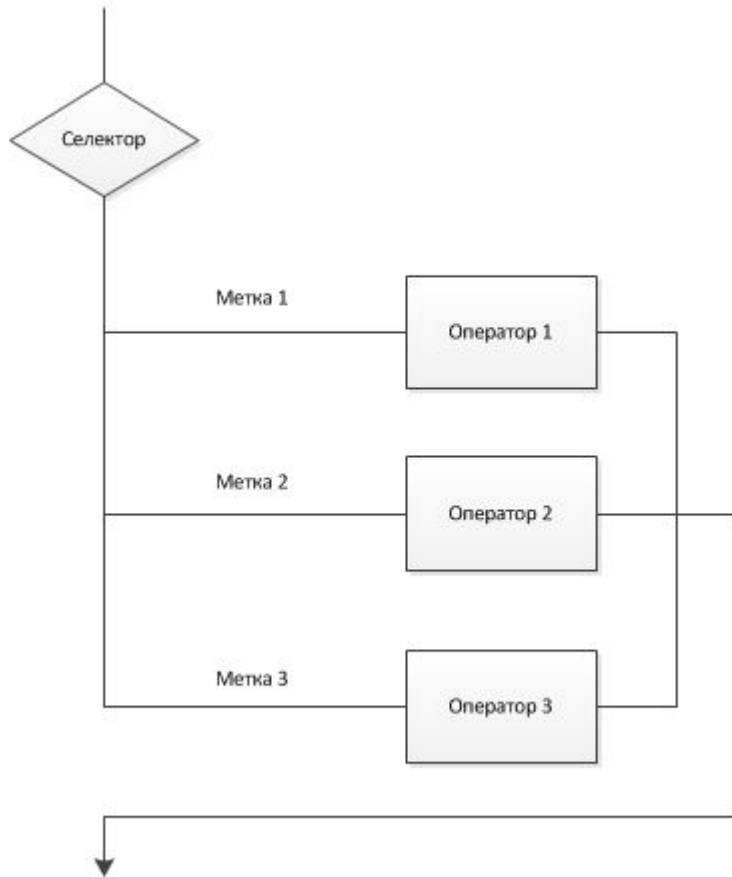 Селектор
Метка 1
Оператор 1
Метка 2
Оператор 2
Метка 3
Оператор 3